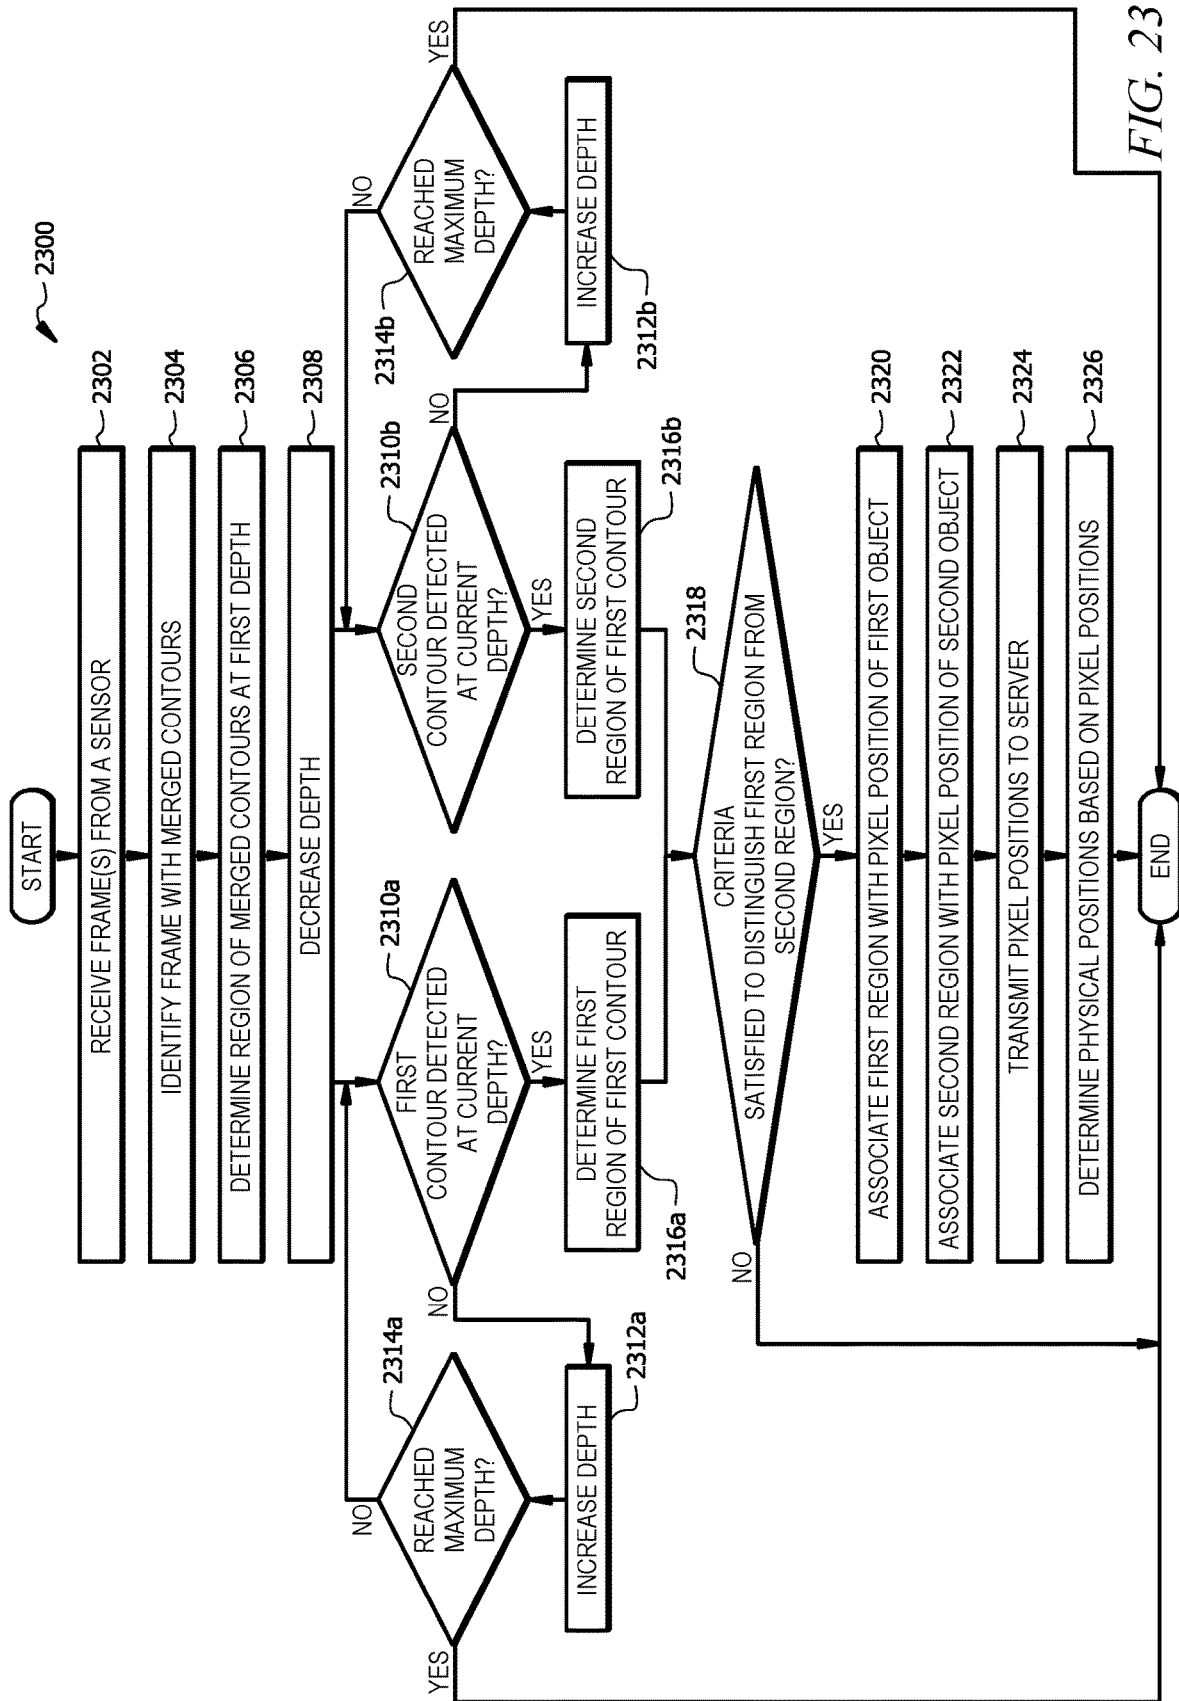 2300
START
RECEIVE FRAME(S) FROM A SENSOR
2302
IDENTIFY FRAME WITH MERGED CONTOURS
2304
DETERMINE REGION OF MERGED CONTOURS AT FIRST DEPTH
2306
DECREASE DEPTH
2308
FIRST
CONTOUR DETECTED
AT CURRENT
DEPTH?
2310a
NO
YES
INCREASE DEPTH
2312a
REACHED
MAXIMUM
DEPTH?
2314a
NO
YES
DETERMINE FIRST
REGION OF FIRST CONTOUR
2316a
SECOND
CONTOUR DETECTED
AT CURRENT
DEPTH?
2310b
NO
YES
INCREASE DEPTH
2312b
REACHED
MAXIMUM
DEPTH?
2314b
NO
YES
DETERMINE SECOND
REGION OF FIRST CONTOUR
2316b
CRITERIA
SATISFIED TO DISTINGUISH FIRST REGION FROM
SECOND REGION?
2318
NO
YES
ASSOCIATE FIRST REGION WITH PIXEL POSITION OF FIRST OBJECT
2320
ASSOCIATE SECOND REGION WITH PIXEL POSITION OF SECOND OBJECT
2322
TRANSMIT PIXEL POSITIONS TO SERVER
2324
DETERMINE PHYSICAL POSITIONS BASED ON PIXEL POSITIONS
2326
END
FIG. 23